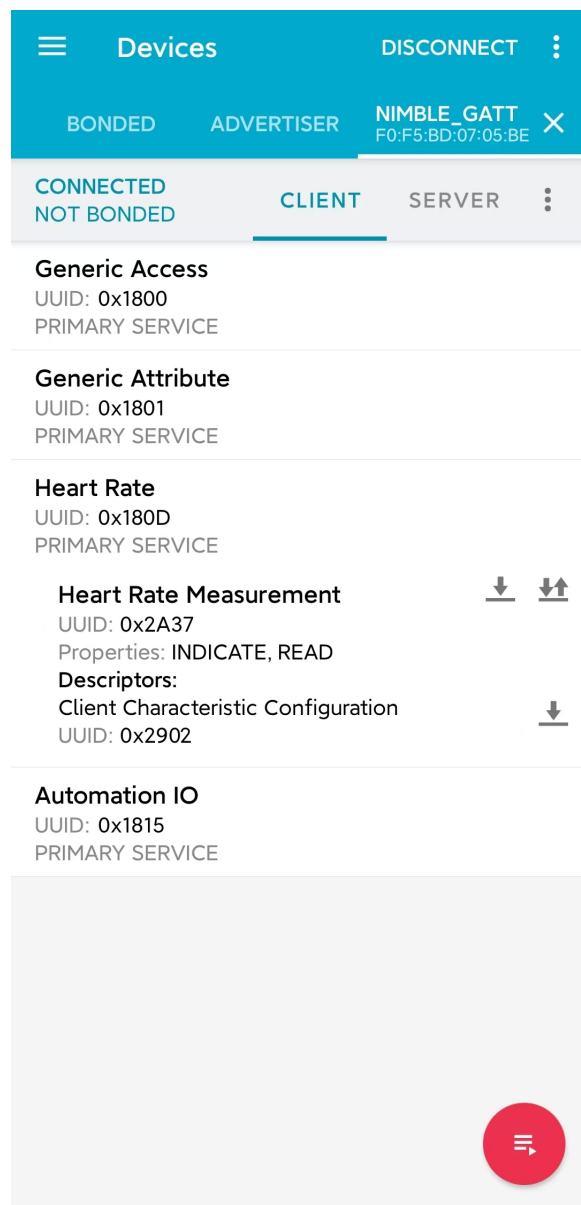 Devices
DISCONNECT
BONDED
ADVERTISER
NIMBLE_GATT
F0:F5:BD:07:05:BE
CONNECTED
NOT BONDED
CLIENT
SERVER
Generic Access
UUID: 0x1800
PRIMARY SERVICE
Generic Attribute
UUID: 0x1801
PRIMARY SERVICE
Heart Rate
UUID: 0x180D
PRIMARY SERVICE
Heart Rate Measurement
UUID: 0x2A37
Properties: INDICATE, READ
Descriptors:
Client Characteristic Configuration
UUID: 0x2902
Automation IO
UUID: 0x1815
PRIMARY SERVICE